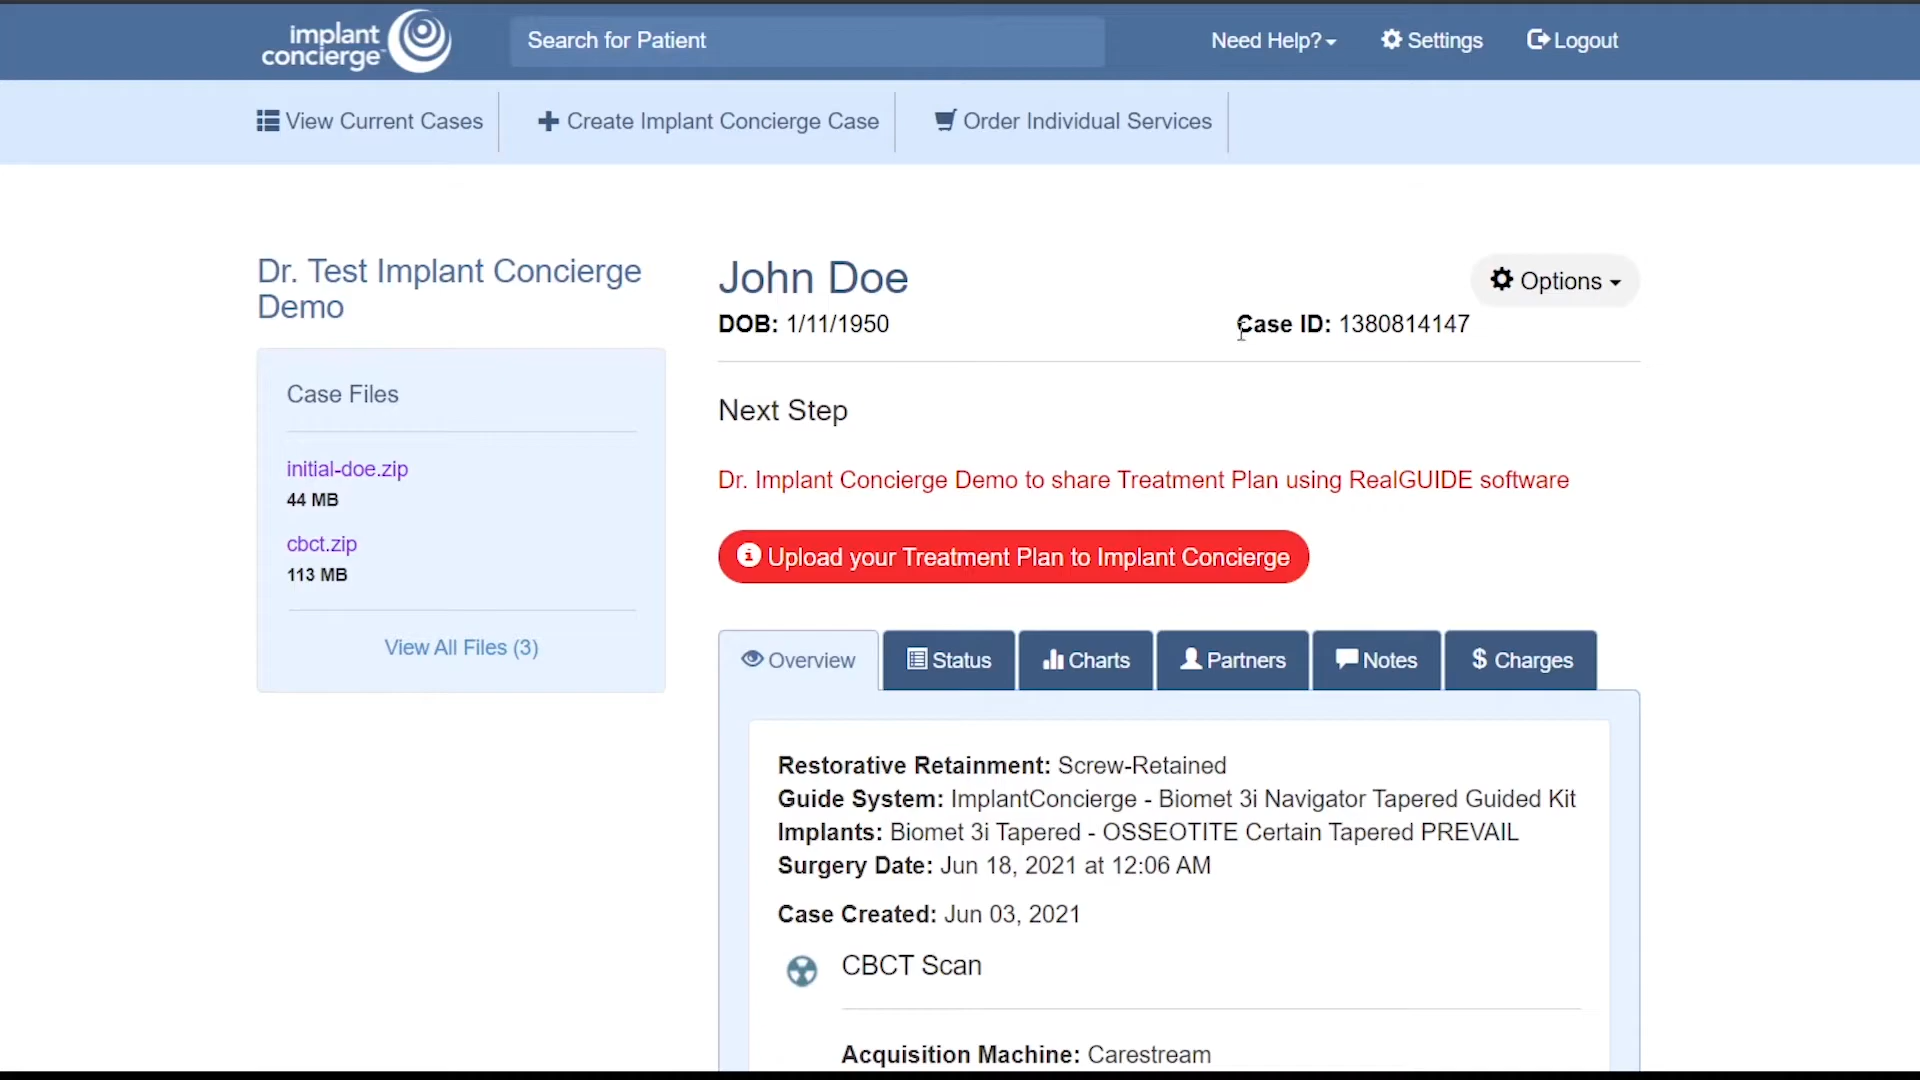 implant
concierge
Search for Patient
Need Help?
Settings
Logout
View Current Cases
Create Implant Concierge Case
Order Individual Services
Dr. Test Implant Concierge
Demo
Case Files
initial-doe.zip
44 MB
cbct.zip
113 MB
View All Files (3)
John Doe
Options
DOB: 1/11/1950
Case ID: 1380814147
Next Step
Dr. Implant Concierge Demo to share Treatment Plan using RealGUIDE software
Upload your Treatment Plan to Implant Concierge
Overview
Status
Charts
Partners
Notes
$ Charges
Restorative Retainment: Screw-Retained
Guide System: ImplantConcierge - Biomet 3i Navigator Tapered Guided Kit
Implants: Biomet 3i Tapered - OSSEOTITE Certain Tapered PREVAIL
Surgery Date: Jun 18, 2021 at 12:06 AM
Case Created: Jun 03, 2021
CBCT Scan
Acquisition Machine: Carestream